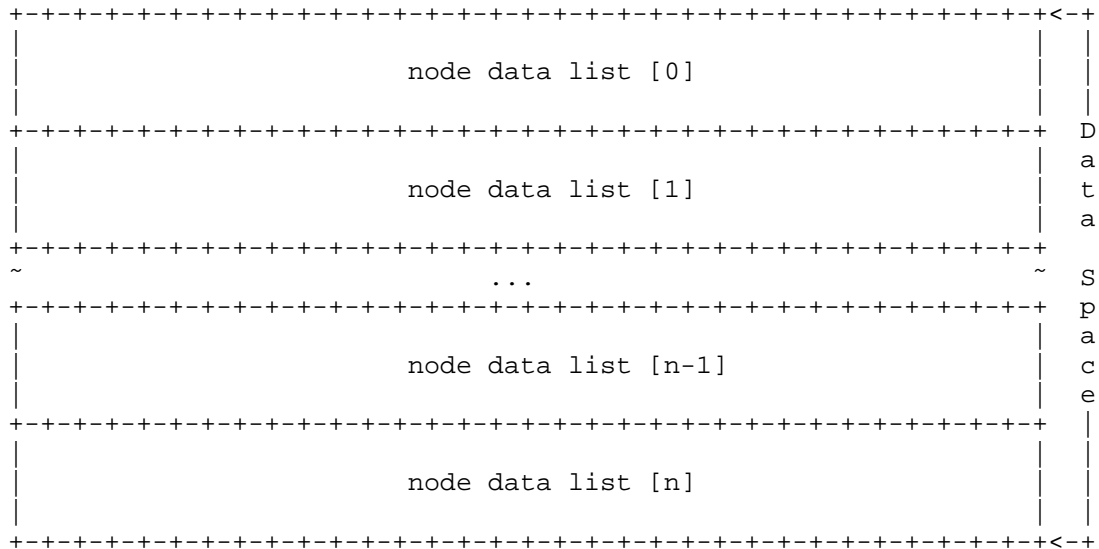 +-+-+-+-+-+-+-+-+-+-+-+-+-+-+-+-+-+-+-+-+-+-+-+-+-+-+-+-+-+-+-+-+<-+
|                                                               |  |
|                        node data list [0]                     |  |
|                                                               |  |
+-+-+-+-+-+-+-+-+-+-+-+-+-+-+-+-+-+-+-+-+-+-+-+-+-+-+-+-+-+-+-+-+  D
|                                                               |  a
|                        node data list [1]                     |  t
|                                                               |  a
+-+-+-+-+-+-+-+-+-+-+-+-+-+-+-+-+-+-+-+-+-+-+-+-+-+-+-+-+-+-+-+-+
~                             ...                               ~  S
+-+-+-+-+-+-+-+-+-+-+-+-+-+-+-+-+-+-+-+-+-+-+-+-+-+-+-+-+-+-+-+-+  p
|                                                               |  a
|                        node data list [n-1]                   |  c
|                                                               |  e
+-+-+-+-+-+-+-+-+-+-+-+-+-+-+-+-+-+-+-+-+-+-+-+-+-+-+-+-+-+-+-+-+  |
|                                                               |  |
|                        node data list [n]                     |  |
|                                                               |  |
+-+-+-+-+-+-+-+-+-+-+-+-+-+-+-+-+-+-+-+-+-+-+-+-+-+-+-+-+-+-+-+-+<-+